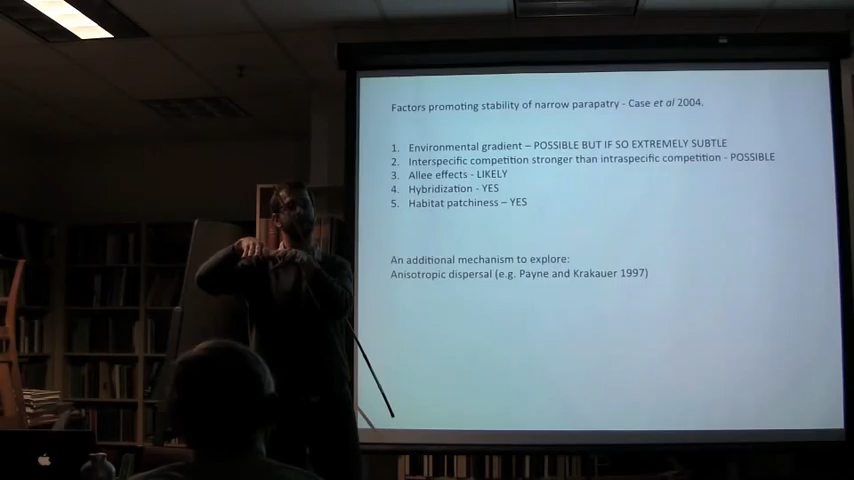 Factors promoting stability of narrow parapatry - Case et al 2004.
1. Environmental gradient – POSSIBLE BUT IF SO EXTREMELY SUBTLE
2. Interspecific competition stronger than intraspecific competition - POSSIBLE
3. Allee effects - LIKELY
4. Hybridization - YES
5. Habitat patchiness – YES
An additional mechanism to explore:
Anisotropic dispersal (e.g. Payne and Krakauer 1997)